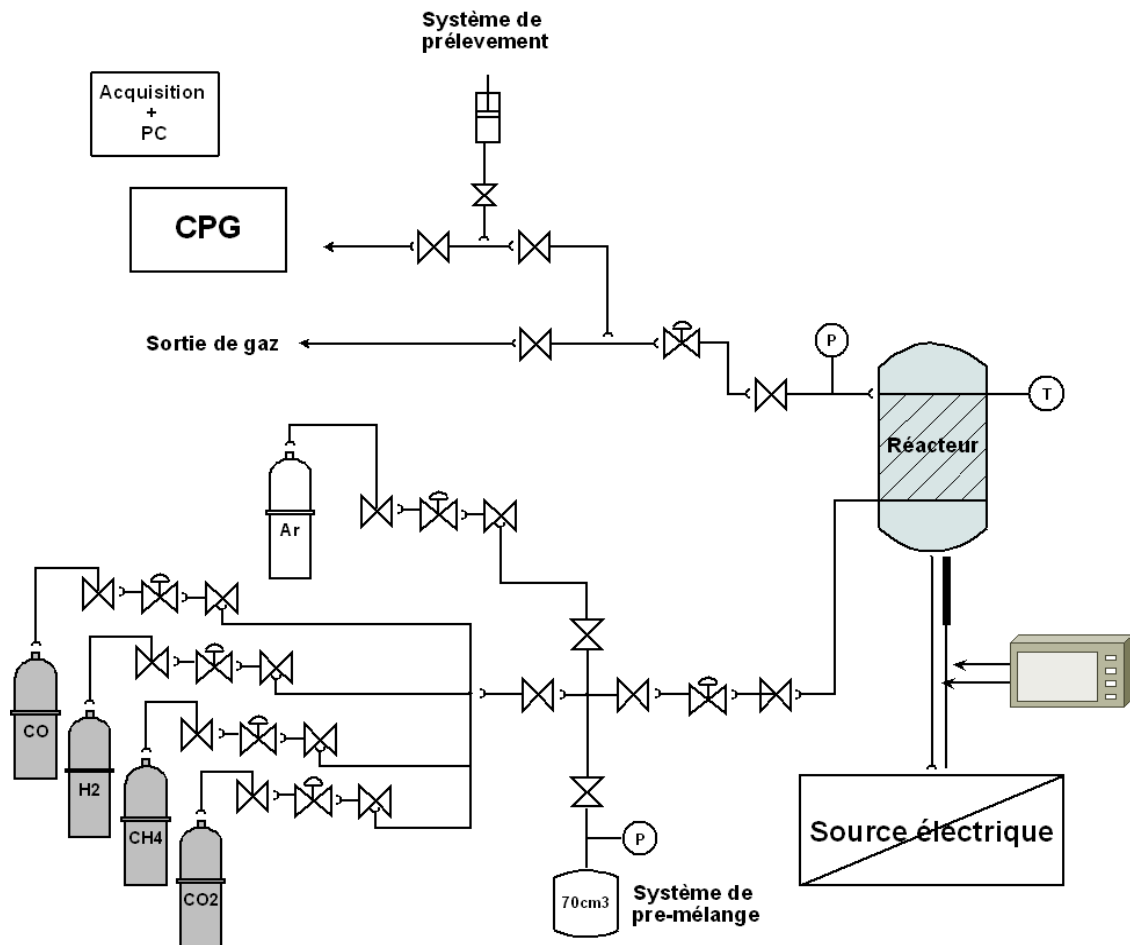 Système de
prélevement
Acquisition
+
PC
CPG
Sortie de gaz
P
T
Réacteur
Ar
CO
H2
CH4
CO2
P
70cm3
Système de
pre-mélange
Source électrique